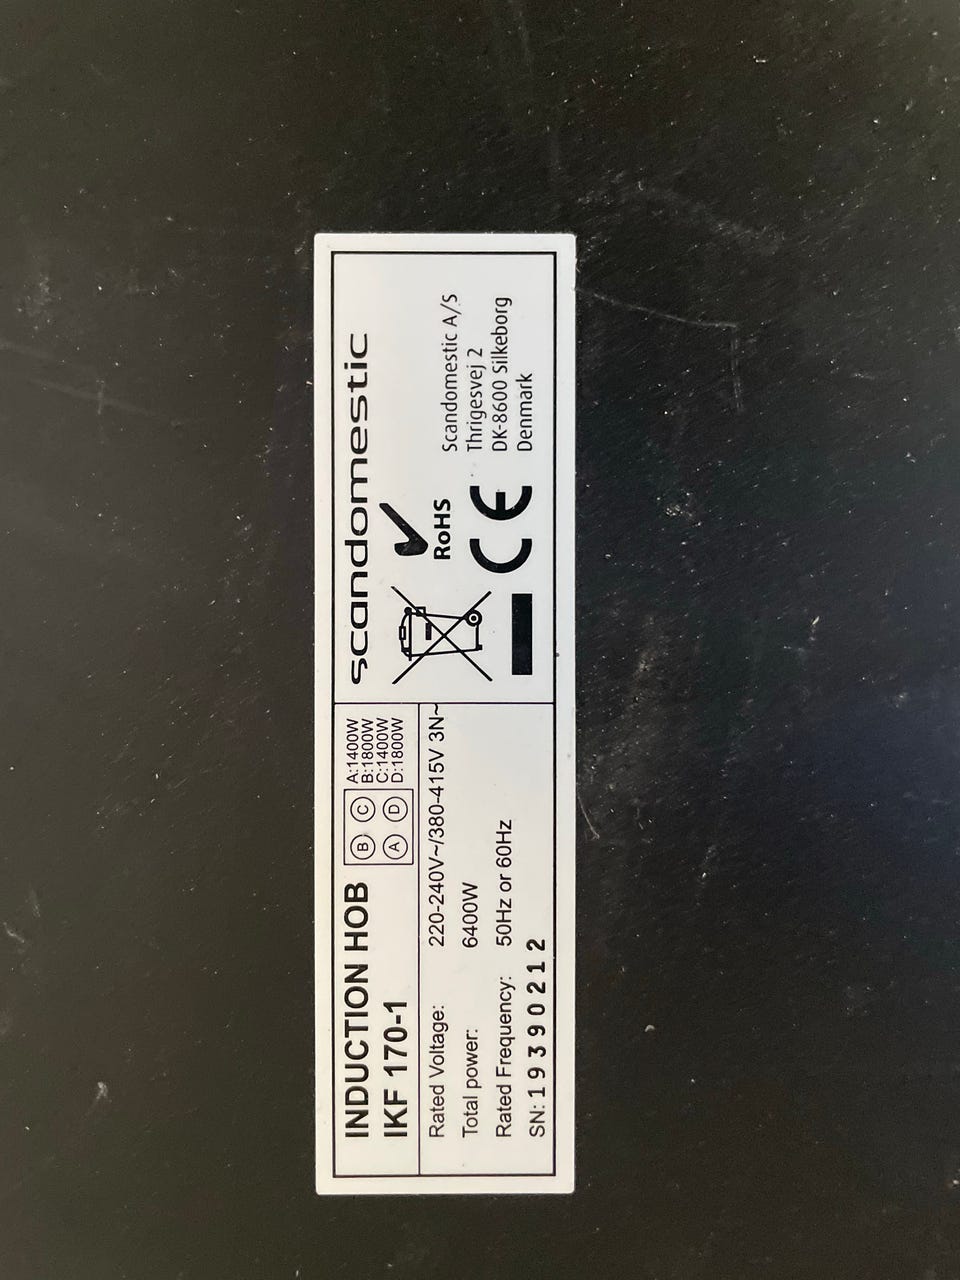 INDUCTION HOB
IKF 170-1
B C
A D
A:1400W
B:1800W
C:1400W
D:1800W
Rated Voltage: 220-240V~/380-415V 3N~
Total power: 6400W
Rated Frequency: 50Hz or 60Hz
SN: 19390212
scandomestic
RoHS
CE
Scandomestic A/S
Thrigesvej 2
DK-8600 Silkeborg
Denmark